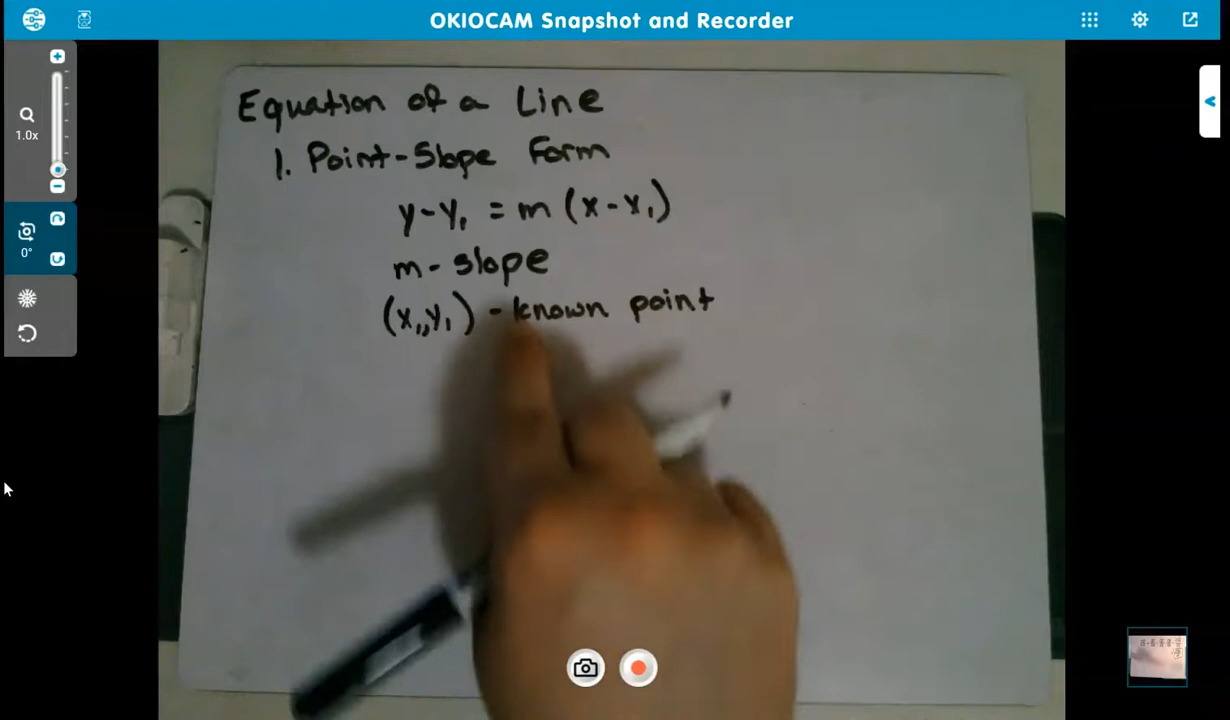 OKIOCAM Snapshot and Recorder
1.0x
0°
Equation of a Line
1. Point-Slope Form
y-y₁ = m (x-x₁)
m - slope
(x₁,y₁) - known point